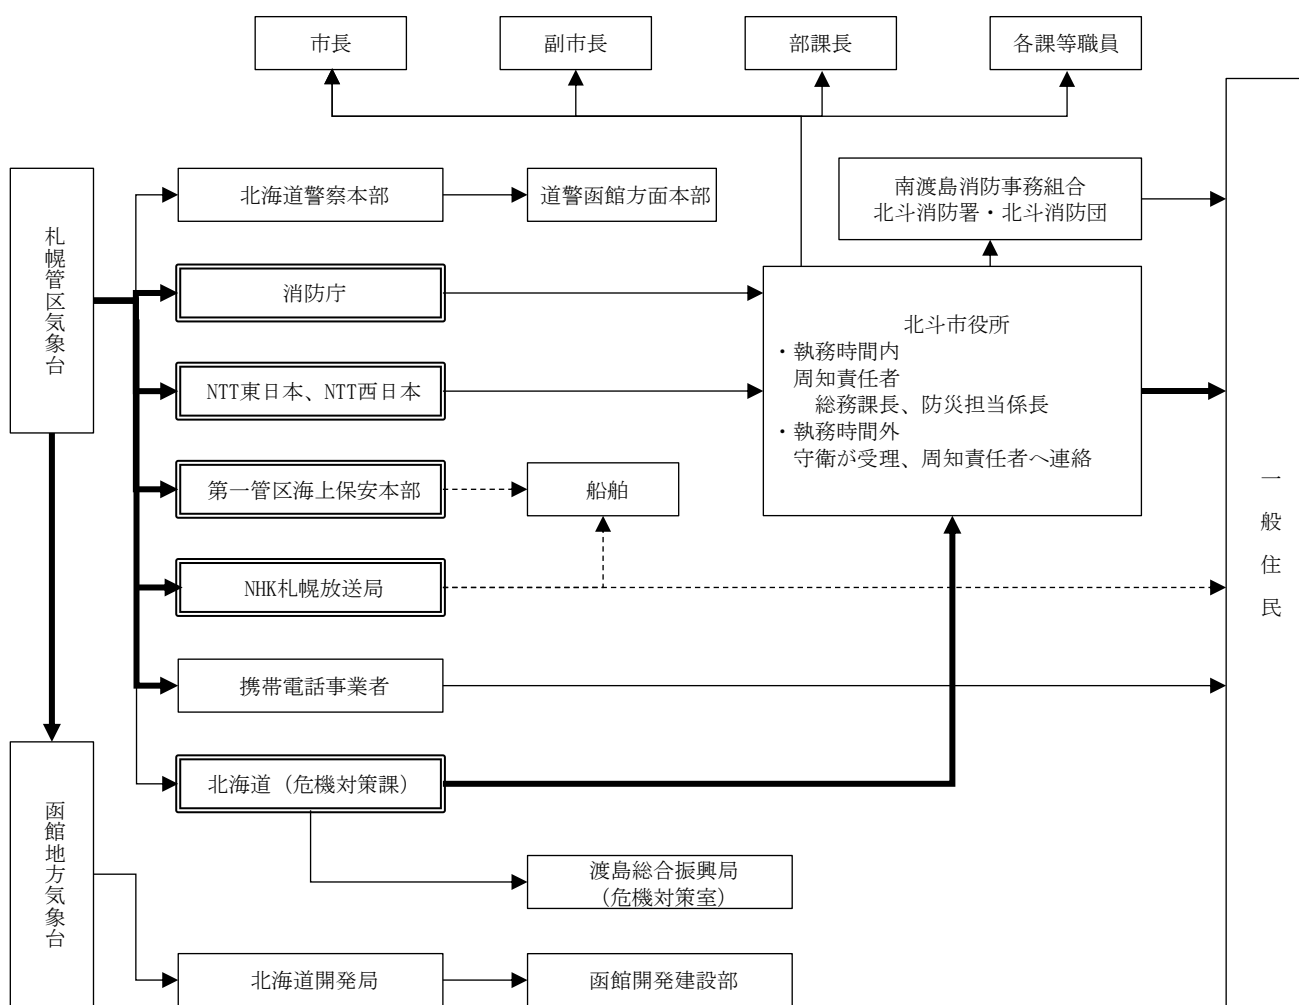 市長
副市長
部課長
各課等職員
札幌管区気象台
北海道警察本部
道警函館方面本部
南渡島消防事務組合
北斗消防署・北斗消防団
消防庁
NTT東日本、NTT西日本
北斗市役所
・執務時間内
周知責任者
総務課長、防災担当係長
・執務時間外
守衛が受理、周知責任者へ連絡
第一管区海上保安本部
船舶
NHK札幌放送局
一般住民
携帯電話事業者
函館地方気象台
北海道（危機対策課）
渡島総合振興局
（危機対策室）
北海道開発局
函館開発建設部